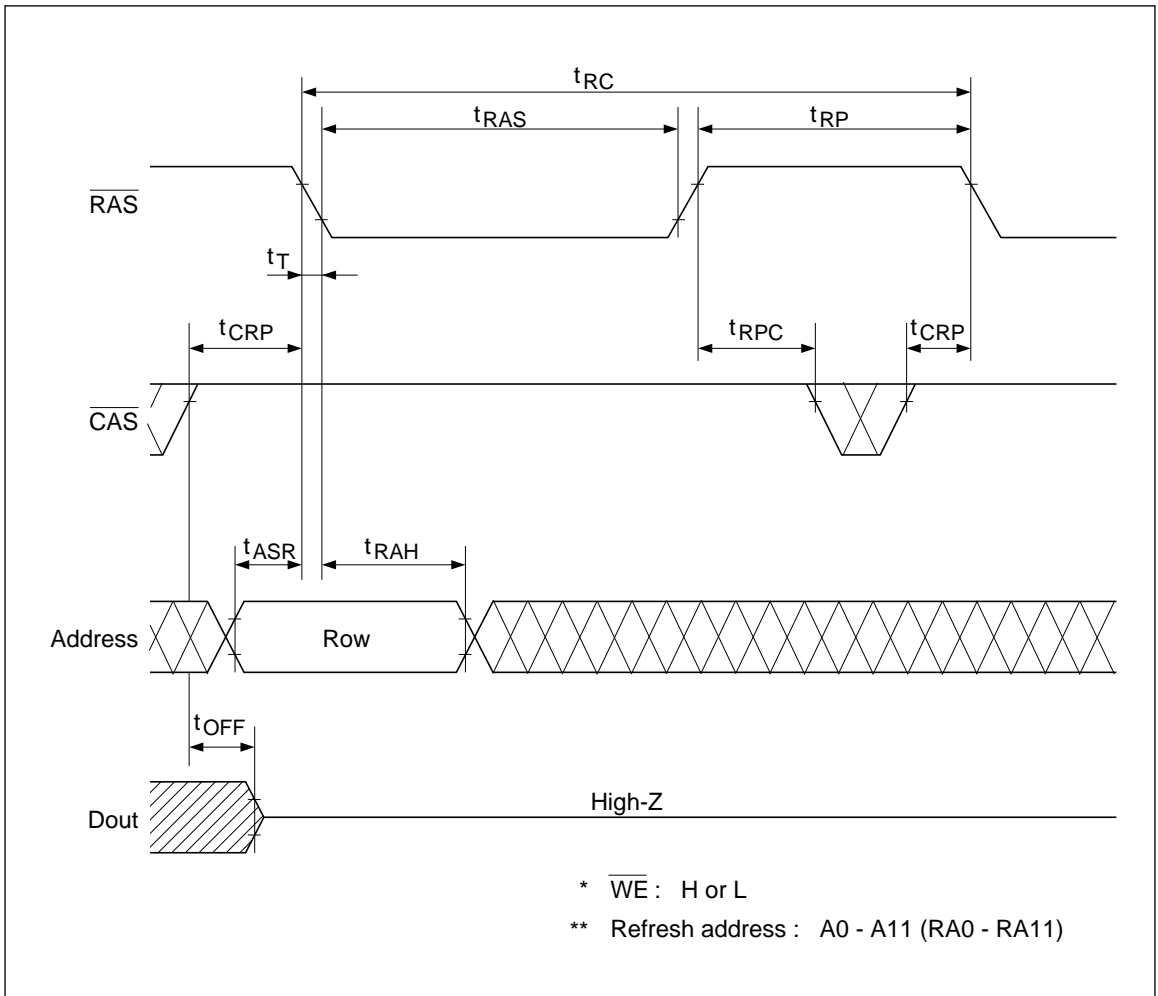 tRC
tRAS
tRP
RAS
tT
tCRP
tRPC
tCRP
CAS
tASR
tRAH
Address
Row
tOFF
High-Z
Dout
* WE : H or L
** Refresh address : A0 - A11 (RA0 - RA11)